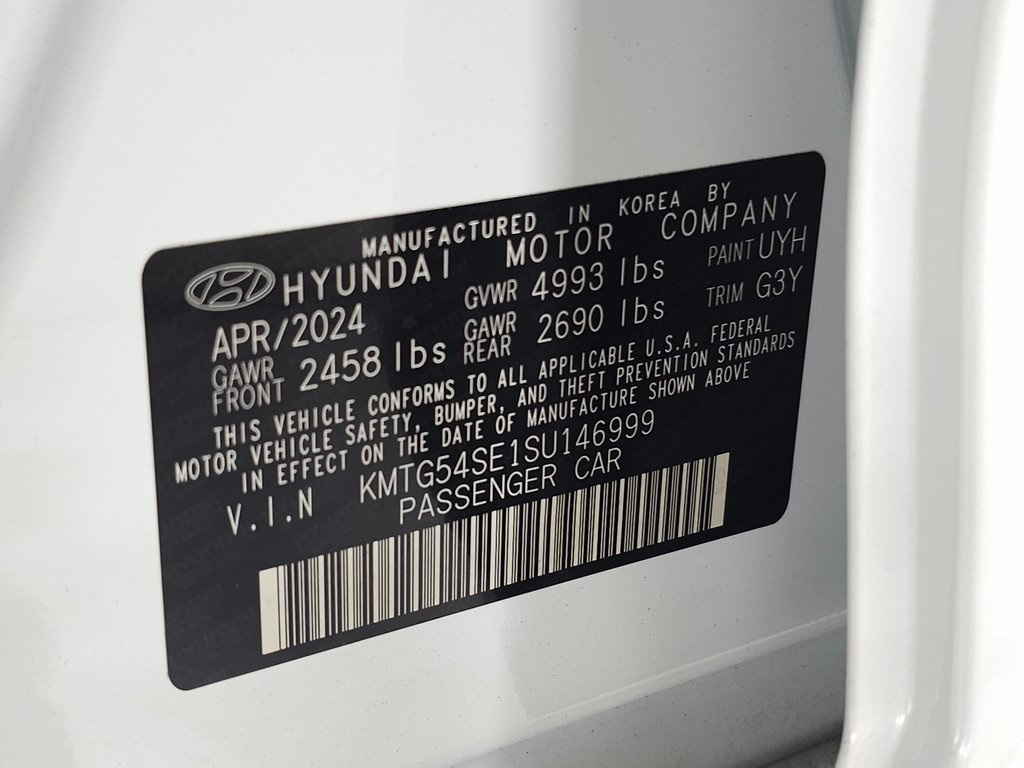 MANUFACTURED IN KOREA BY
HYUNDAI MOTOR COMPANY
APR/2024 GVWR 4993 lbs PAINT UYH
GAWR FRONT 2458 lbs GAWR REAR 2690 lbs TRIM G3Y
THIS VEHICLE CONFORMS TO ALL APPLICABLE U.S.A. FEDERAL
MOTOR VEHICLE SAFETY, BUMPER, AND THEFT PREVENTION STANDARDS
IN EFFECT ON THE DATE OF MANUFACTURE SHOWN ABOVE
V.I.N KMTG54SE1SU146999
PASSENGER CAR